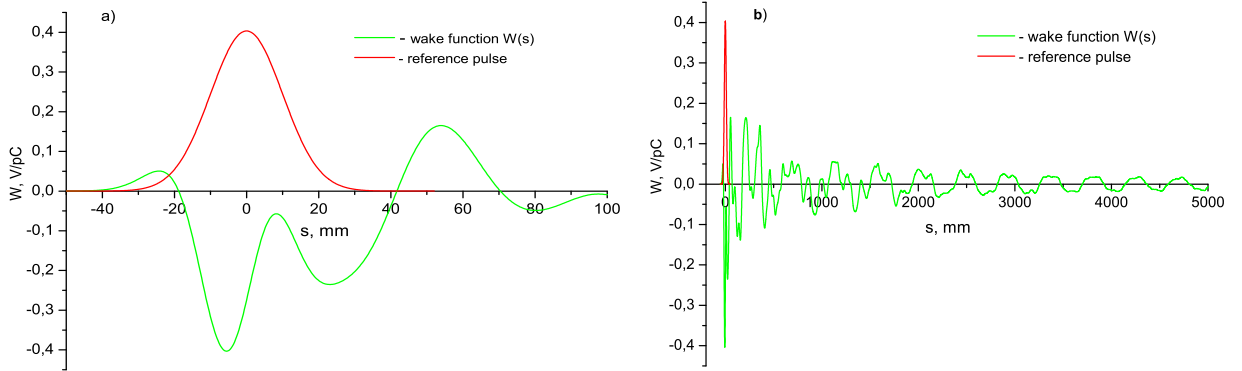 a)
0,4
0,3
0,2
0,1
0,0
-0,1
-0,2
-0,3
-0,4
W, V/pC
-40 -20 0 20 40 60 80 100
s, mm
- wake function W(s)
- reference pulse
b)
0,4
0,3
0,2
0,1
0,0
-0,1
-0,2
-0,3
-0,4
W, V/pC
0 1000 2000 3000 4000 5000
s, mm
- wake function W(s)
- reference pulse